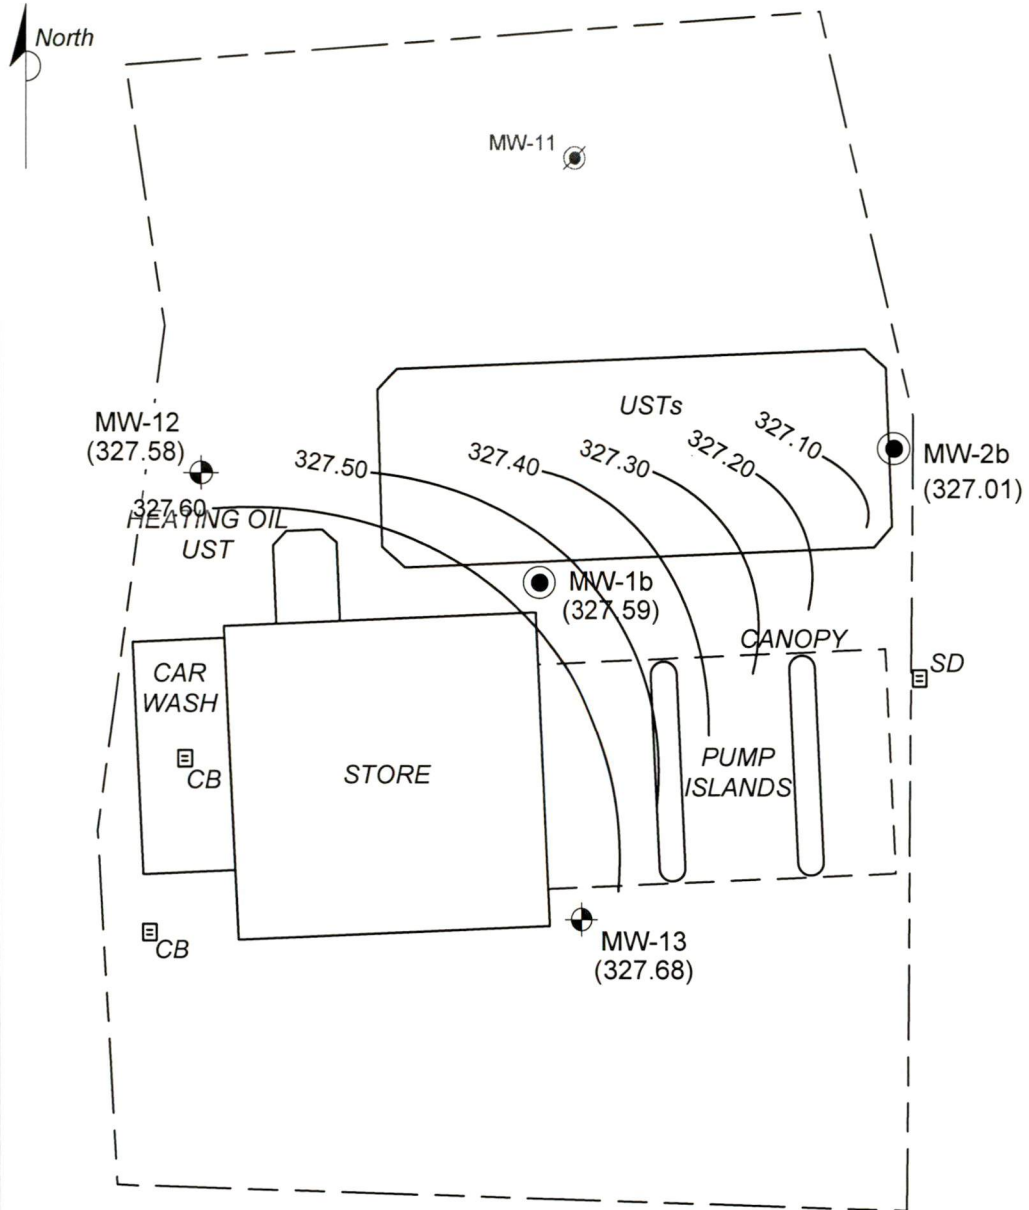 North
MW-11
USTs
MW-12
(327.58)
327.50
327.40
327.30
327.20
327.10
MW-2b
(327.01)
327.60
HEATING OIL
UST
MW-1b
(327.59)
CANOPY
SD
CAR
WASH
CB
STORE
PUMP
ISLANDS
CB
MW-13
(327.68)